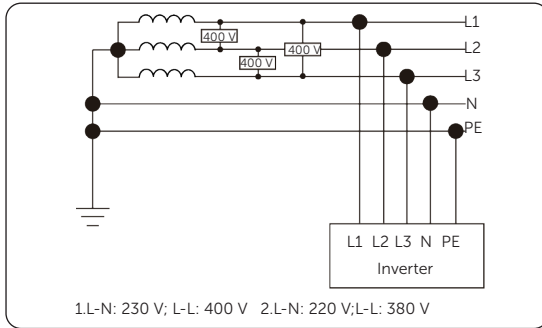 L1
400 V
400 V
L2
400 V
L3
N
PE
L1 L2 L3 N PE
Inverter
1.L-N: 230 V; L-L: 400 V 2.L-N: 220 V;L-L: 380 V